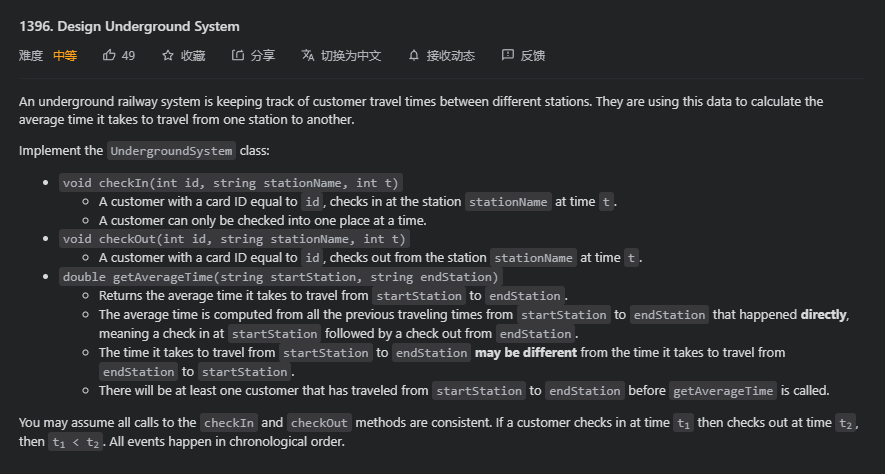 1396. Design Underground System
难度 中等 49 收藏 分享 切换为中文 接收动态 反馈
An underground railway system is keeping track of customer travel times between different stations. They are using this data to calculate the
average time it takes to travel from one station to another.
Implement the UndergroundSystem class:
• void checkIn(int id, string stationName, int t)
○ A customer with a card ID equal to id, checks in at the station stationName at time t.
○ A customer can only be checked into one place at a time.
• void checkOut(int id, string stationName, int t)
○ A customer with a card ID equal to id, checks out from the station stationName at time t.
• double getAverageTime(string startStation, string endStation)
○ Returns the average time it takes to travel from startStation to endStation.
○ The average time is computed from all the previous traveling times from startStation to endStation that happened directly,
meaning a check in at startStation followed by a check out from endStation.
○ The time it takes to travel from startStation to endStation may be different from the time it takes to travel from
endStation to startStation.
○ There will be at least one customer that has traveled from startStation to endStation before getAverageTime is called.
You may assume all calls to the checkIn and checkOut methods are consistent. If a customer checks in at time t₁ then checks out at time t₂,
then t₁ < t₂. All events happen in chronological order.